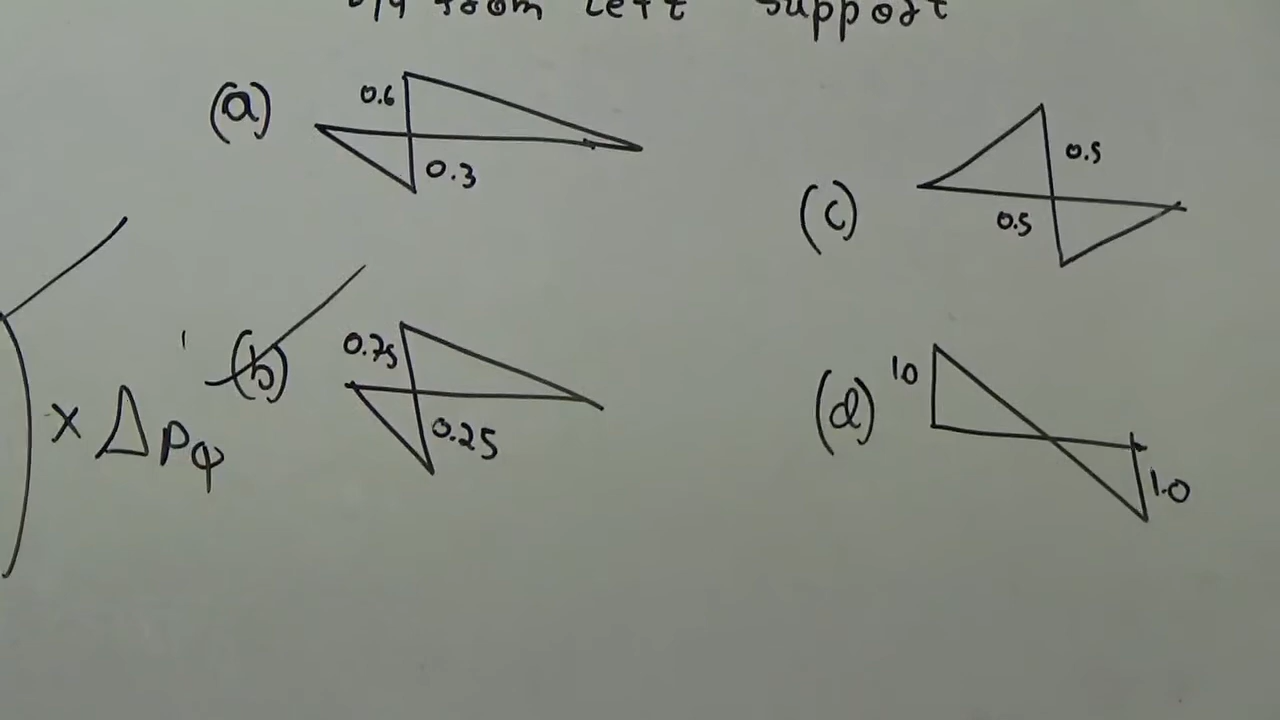 from left support
(a) 0.6 0.3
(c) 0.5 0.5
(b) 0.75 0.25
(d) 1.0 1.0
× Δ P φ